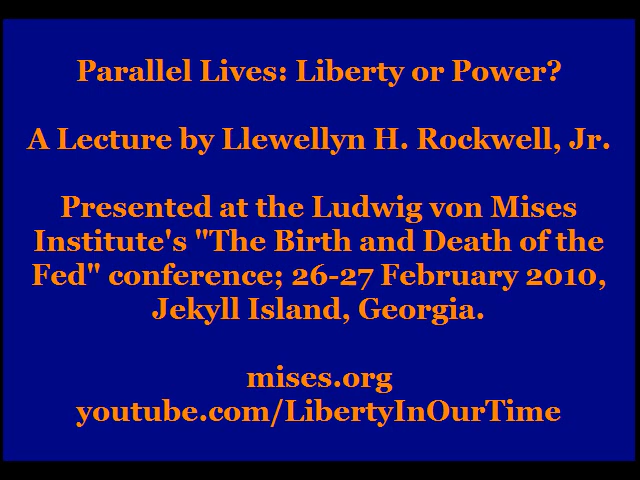 Parallel Lives: Liberty or Power?
A Lecture by Llewellyn H. Rockwell, Jr.
Presented at the Ludwig von Mises
Institute's "The Birth and Death of the
Fed" conference; 26-27 February 2010,
Jekyll Island, Georgia.
mises.org
youtube.com/LibertyInOurTime